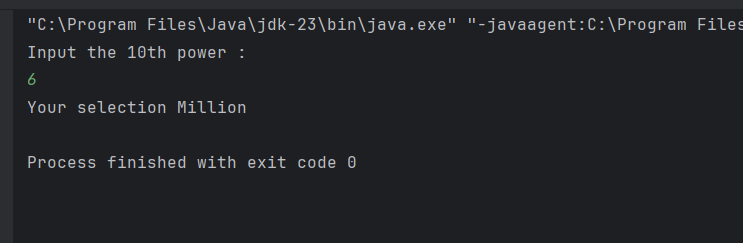 "C:\Program Files\Java\jdk-23\bin\java.exe" "-javaagent:C:\Program Files
Input the 10th power :
6
Your selection Million
Process finished with exit code 0